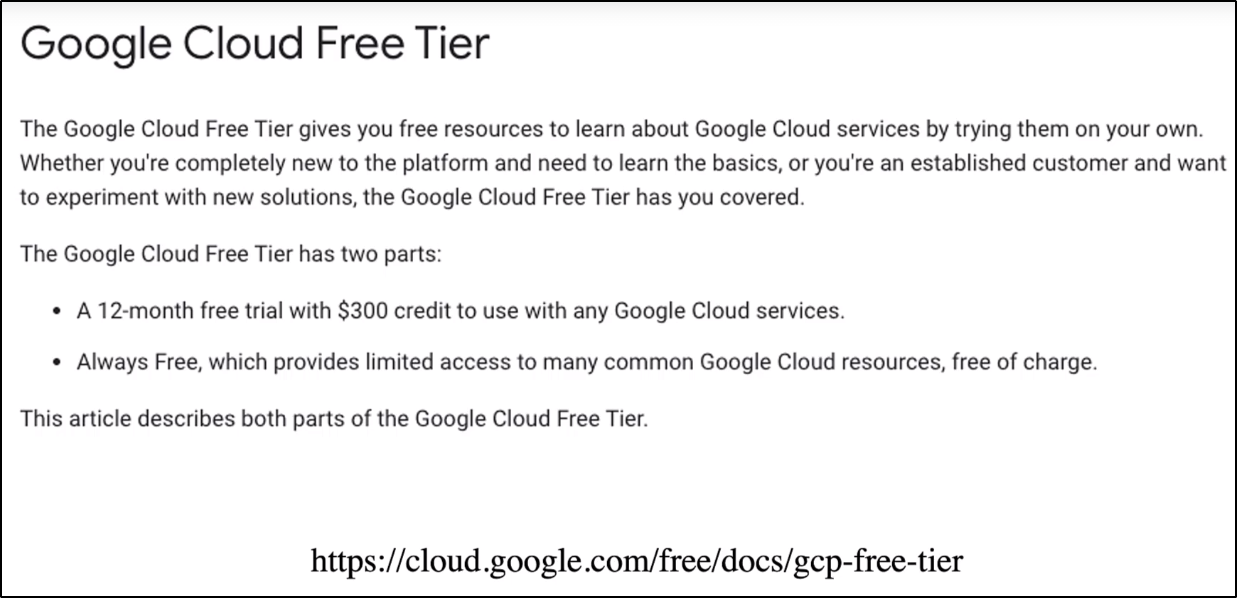 Google Cloud Free Tier
The Google Cloud Free Tier gives you free resources to learn about Google Cloud services by trying them on your own.
Whether you're completely new to the platform and need to learn the basics, or you're an established customer and want
to experiment with new solutions, the Google Cloud Free Tier has you covered.
The Google Cloud Free Tier has two parts:
• A 12-month free trial with $300 credit to use with any Google Cloud services.
• Always Free, which provides limited access to many common Google Cloud resources, free of charge.
This article describes both parts of the Google Cloud Free Tier.
https://cloud.google.com/free/docs/gcp-free-tier